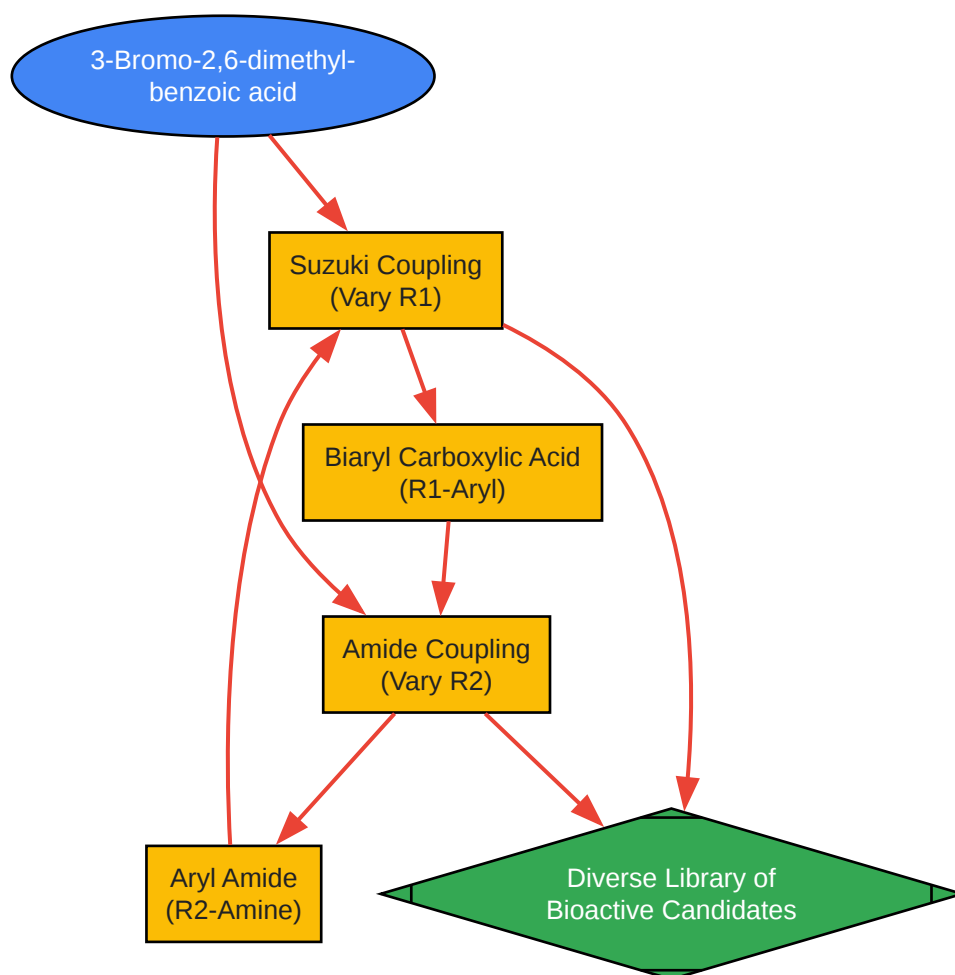 3-Bromo-2,6-dimethyl-
benzoic acid
Suzuki Coupling
(Vary R1)
Biaryl Carboxylic Acid
(R1-Aryl)
Amide Coupling
(Vary R2)
Aryl Amide
(R2-Amine)
Diverse Library of
Bioactive Candidates